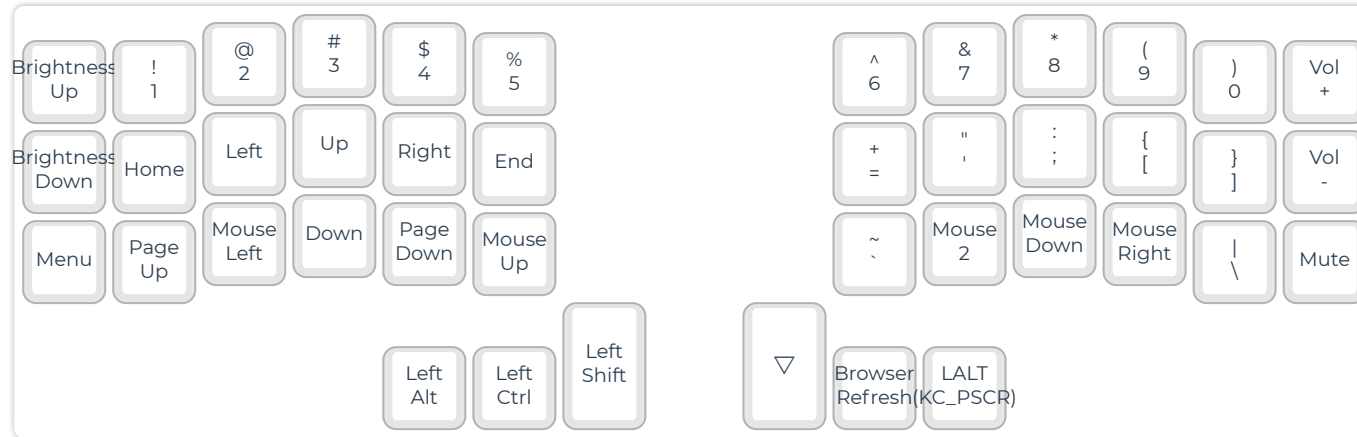 Brightness
Up
!
1
@
2
#
3
$
4
%
5
^
6
&
7
*
8
(
9
)
0
Vol
+
Brightness
Down
Home
Left
Up
Right
End
+
=
"
'
:
;
{
[
}
]
Vol
-
Menu
Page
Up
Mouse
Left
Down
Page
Down
Mouse
Up
~
`
Mouse
2
Mouse
Down
Mouse
Right
|
\
Mute
Left
Alt
Left
Ctrl
Left
Shift
▽
Browser
Refresh
LALT
(KC_PSCR)